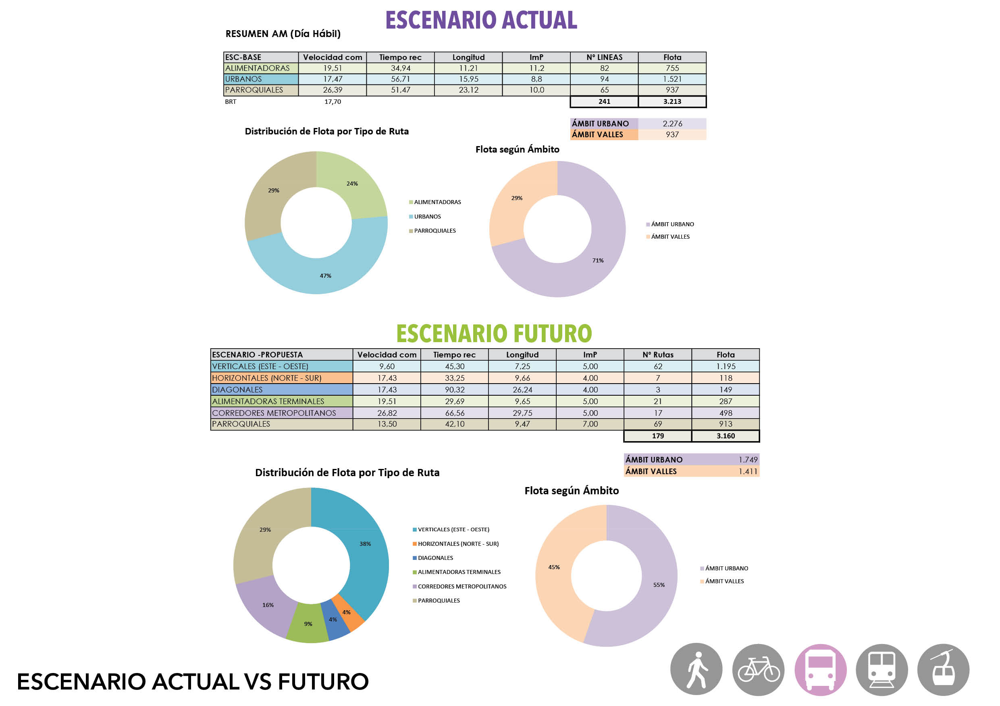 ESCENARIO ACTUAL
RESUMEN AM (Día Hábil)
ESC-BASE Velocidad com Tiempo rec Longitud ImP Nº LINEAS Flota
ALIMENTADORAS 19,51 34,94 11,21 11,2 82 755
URBANOS 17,47 56,71 15,95 8,8 94 1.521
PARROQUIALES 26,39 51,47 23,12 10,0 65 937
BRT 17,70 241 3.213
ÁMBIT URBANO 2.276
ÁMBIT VALLES 937
Distribución de Flota por Tipo de Ruta
24%
29%
47%
ALIMENTADORAS
URBANOS
PARROQUIALES
Flota según Ámbito
29%
71%
ÁMBIT URBANO
ÁMBIT VALLES
ESCENARIO FUTURO
ESCENARIO -PROPUESTA Velocidad com Tiempo rec Longitud ImP Nº Rutas Flota
VERTICALES (ESTE - OESTE) 9,60 45,30 7,25 5,00 62 1.195
HORIZONTALES (NORTE - SUR) 17,43 33,25 9,66 4,00 7 118
DIAGONALES 17,43 90,32 26,24 4,00 3 149
ALIMENTADORAS TERMINALES 19,51 29,69 9,65 5,00 21 287
CORREDORES METROPOLITANOS 26,82 66,56 29,75 5,00 17 498
PARROQUIALES 13,50 42,10 9,47 7,00 69 913
179 3.160
ÁMBIT URBANO 1.749
ÁMBIT VALLES 1.411
Distribución de Flota por Tipo de Ruta
29%
38%
16%
4%
4%
9%
VERTICALES (ESTE - OESTE)
HORIZONTALES (NORTE - SUR)
DIAGONALES
ALIMENTADORAS TERMINALES
CORREDORES METROPOLITANOS
PARROQUIALES
Flota según Ámbito
45%
55%
ÁMBIT URBANO
ÁMBIT VALLES
ESCENARIO ACTUAL VS FUTURO